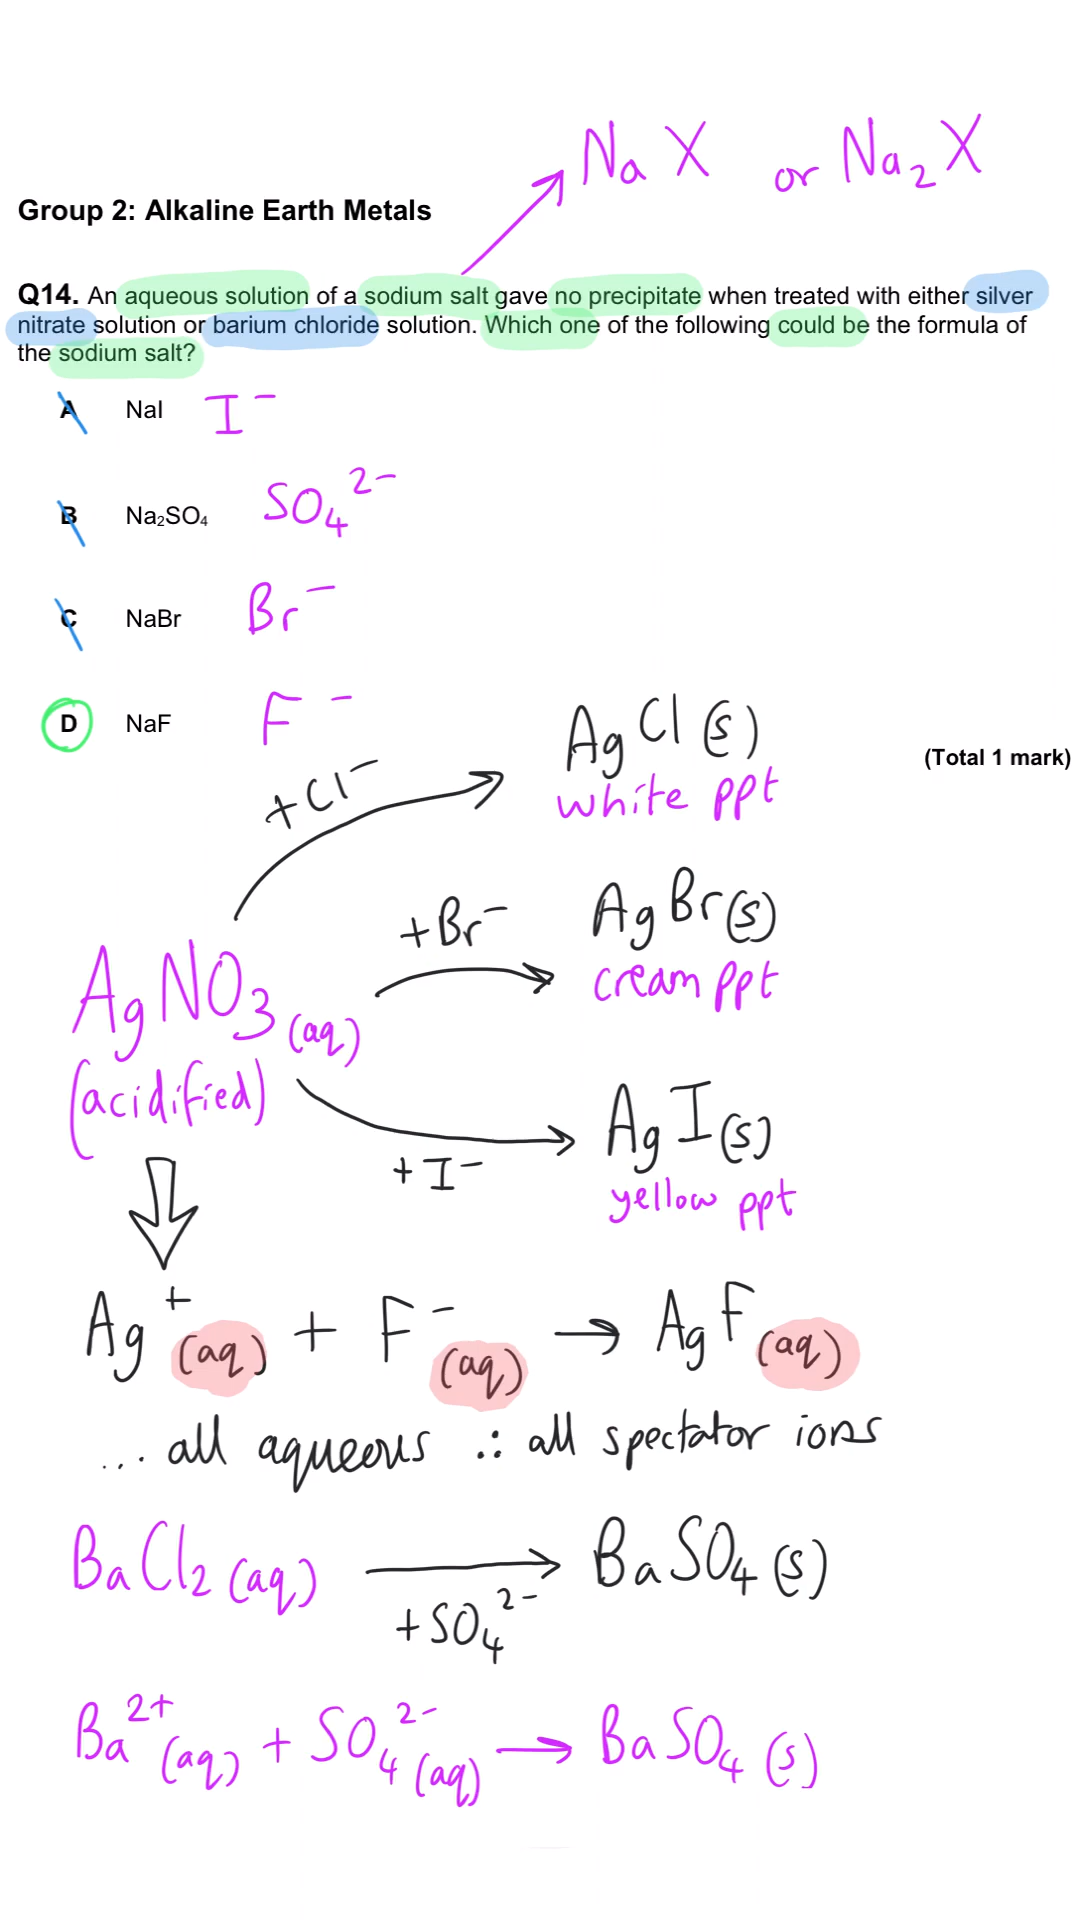 Na X or Na₂X
Group 2: Alkaline Earth Metals
Q14. An aqueous solution of a sodium salt gave no precipitate when treated with either silver
nitrate solution or barium chloride solution. Which one of the following could be the formula of
the sodium salt?
A NaI I⁻
B Na₂SO₄ SO₄²⁻
C NaBr Br⁻
D NaF F⁻
(Total 1 mark)
+Cl⁻ AgCl(s)
white ppt
+Br⁻ AgBr(s)
cream ppt
AgNO₃(aq)
(acidified)
+I⁻ AgI(s)
yellow ppt
Ag⁺(aq) + F⁻(aq) → AgF(aq)
... all aqueous ∴ all spectator ions
BaCl₂(aq) → BaSO₄(s)
+SO₄²⁻
Ba²⁺(aq) + SO₄²⁻(aq) → BaSO₄(s)